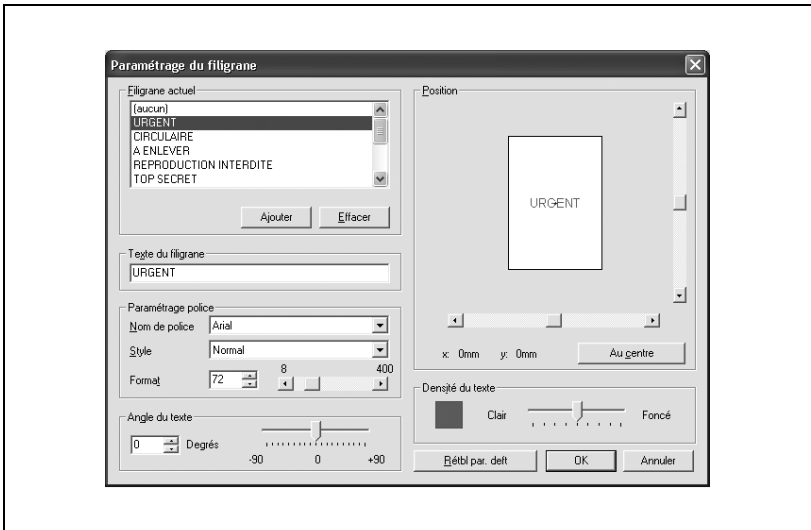 Paramétrage du filigrane
Filigrane actuel
(aucun)
URGENT
CIRCULAIRE
A ENLEVER
REPRODUCTION INTERDITE
TOP SECRET
Ajouter Effacer
Texte du filigrane
URGENT
Paramétrage police
Nom de police Arial
Style Normal
Format 72 8 400
Angle du texte
0 Degrés
-90 0 +90
Position
URGENT
x: 0mm y: 0mm Au centre
Densité du texte
Clair Foncé
Rétbl par. deft OK Annuler